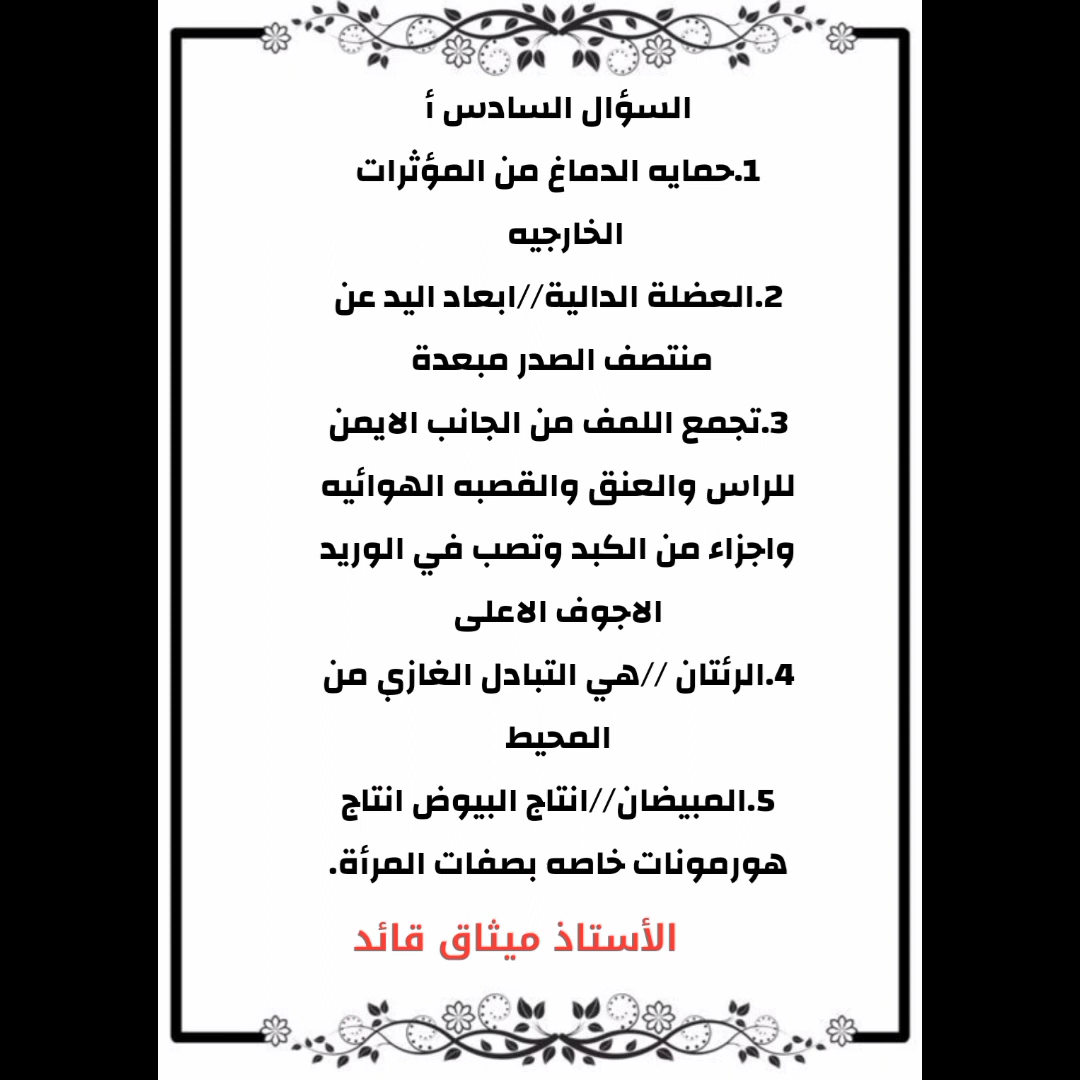 السؤال السادس أ
1.حمايه الدماغ من المؤثرات
الخارجيه
2.العضلة الدالية//ابعاد اليد عن
منتصف الصدر مبعدة
3.تجمع اللمف من الجانب الايمن
للراس والعنق والقصبه الهوائيه
واجزاء من الكبد وتصب في الوريد
الاجوف الاعلى
4.الرئتان //هي التبادل الغازي من
المحيط
5.المبيضان//انتاج البيوض انتاج
هورمونات خاصه بصفات المرأة.
الأستاذ ميثاق قائد